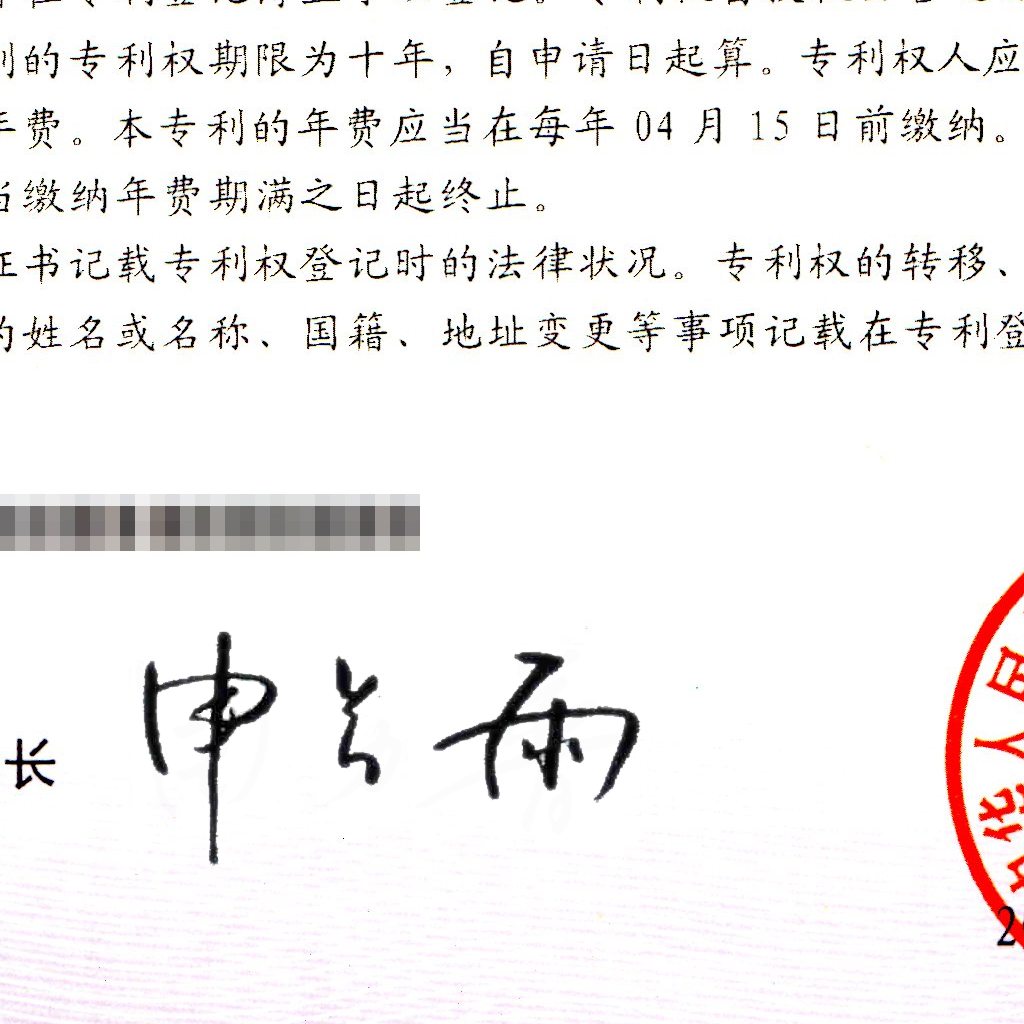 利的专利权期限为十年，自申请日起算。专利权人应
年费。本专利的年费应当在每年 04 月 15 日前缴纳。
当缴纳年费期满之日起终止。
证书记载专利权登记时的法律状况。专利权的转移、
的姓名或名称、国籍、地址变更等事项记载在专利登
长
申长雨
华人民